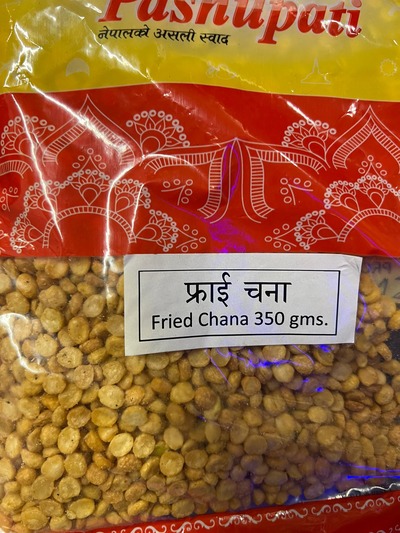 Pashupati
नेपालको असली स्वाद
फ्राई चना
Fried Chana 350 gms.